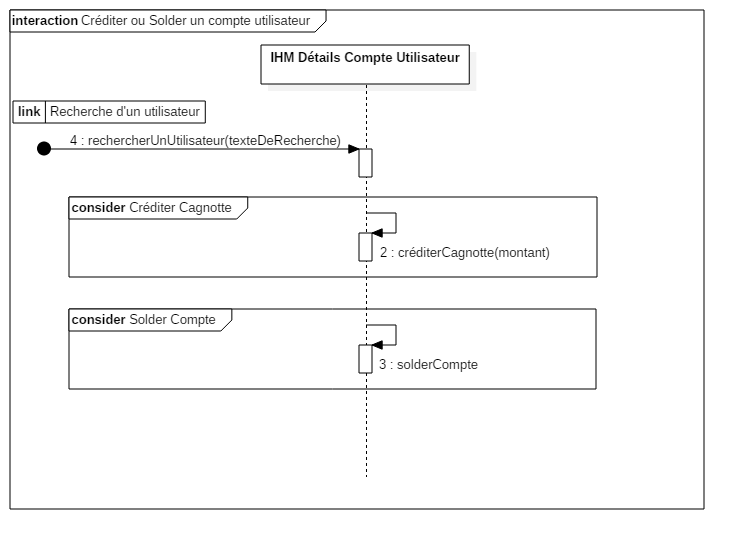 interaction Créditer ou Solder un compte utilisateur
IHM Détails Compte Utilisateur
link Recherche d'un utilisateur
4 : rechercherUnUtilisateur(texteDeRecherche)
consider Créditer Cagnotte
2 : créditerCagnotte(montant)
consider Solder Compte
3 : solderCompte